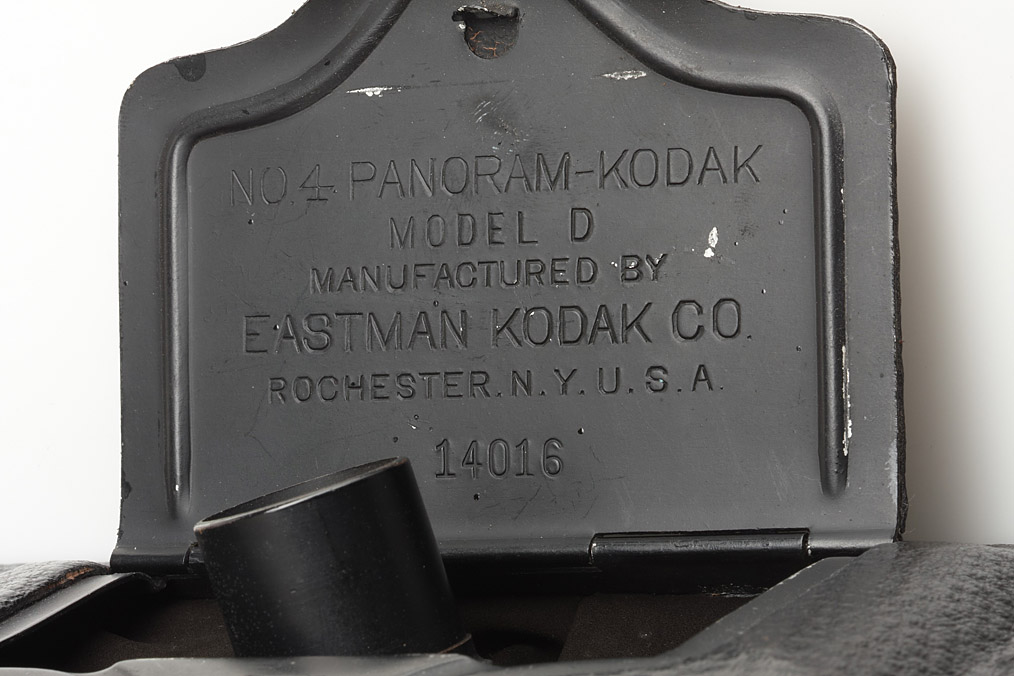 NO. 4 PANORAM-KODAK
MODEL D
MANUFACTURED BY
EASTMAN KODAK CO.
ROCHESTER. N. Y. U. S. A.
14016